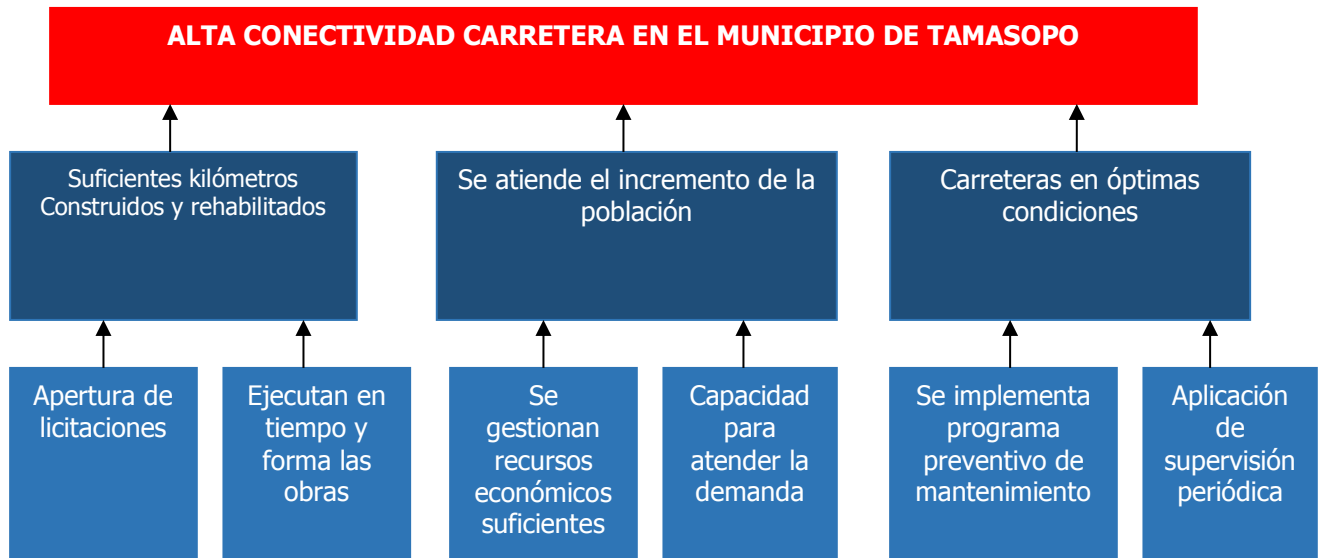 ALTA CONECTIVIDAD CARRETERA EN EL MUNICIPIO DE TAMASOPO
Suficientes kilómetros
Construidos y rehabilitados
Se atiende el incremento de la
población
Carreteras en óptimas
condiciones
Apertura de
licitaciones
Ejecutan en
tiempo y
forma las
obras
Se
gestionan
recursos
económicos
suficientes
Capacidad
para
atender la
demanda
Se implementa
programa
preventivo de
mantenimiento
Aplicación
de
supervisión
periódica